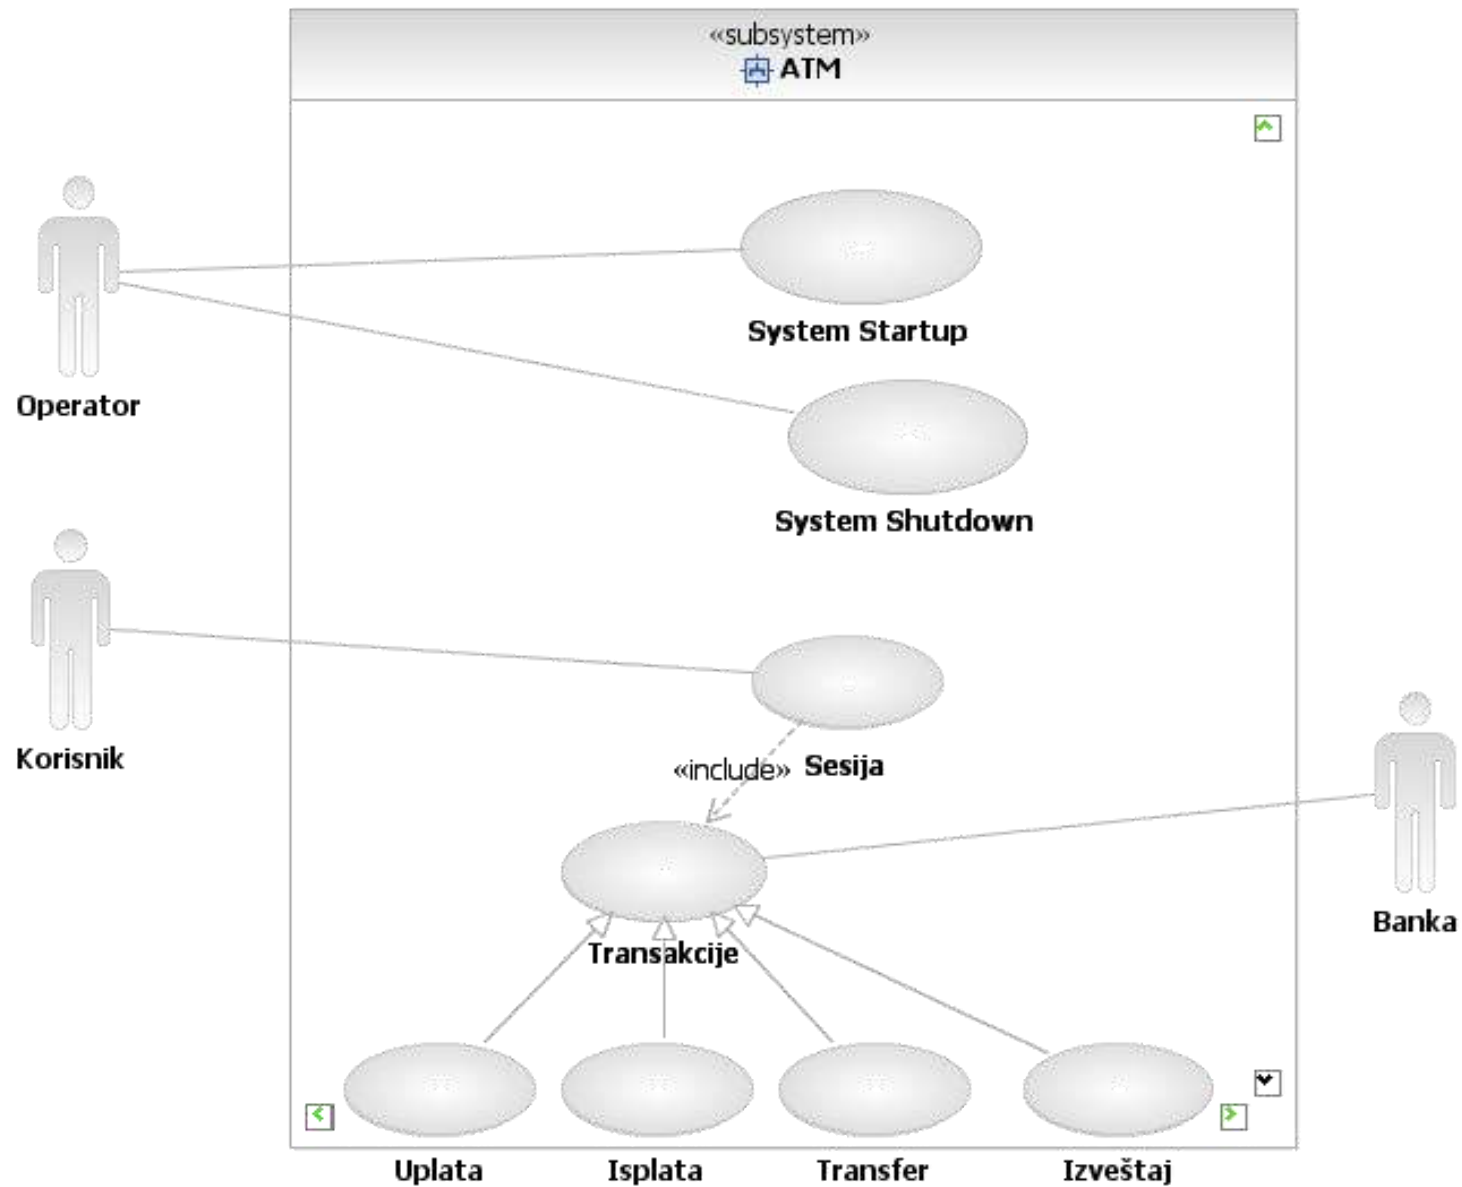 «subsystem»
ATM
System Startup
Operator
System Shutdown
Korisnik
«include»
Sesija
Banka
Transakcije
Uplata
Isplata
Transfer
Izveštaj